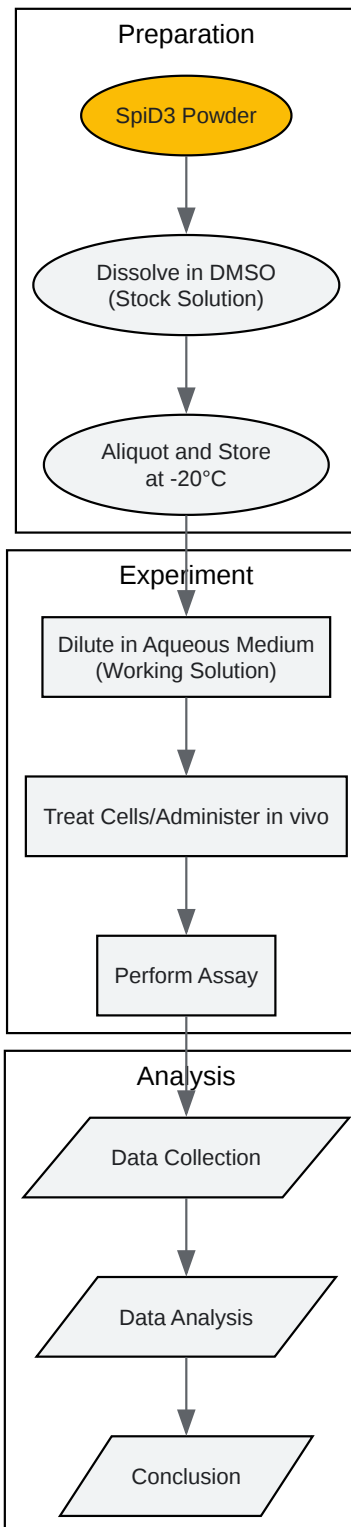 Preparation
SpiD3 Powder
Dissolve in DMSO
(Stock Solution)
Aliquot and Store
at -20°C
Experiment
Dilute in Aqueous Medium
(Working Solution)
Treat Cells/Administer in vivo
Perform Assay
Analysis
Data Collection
Data Analysis
Conclusion